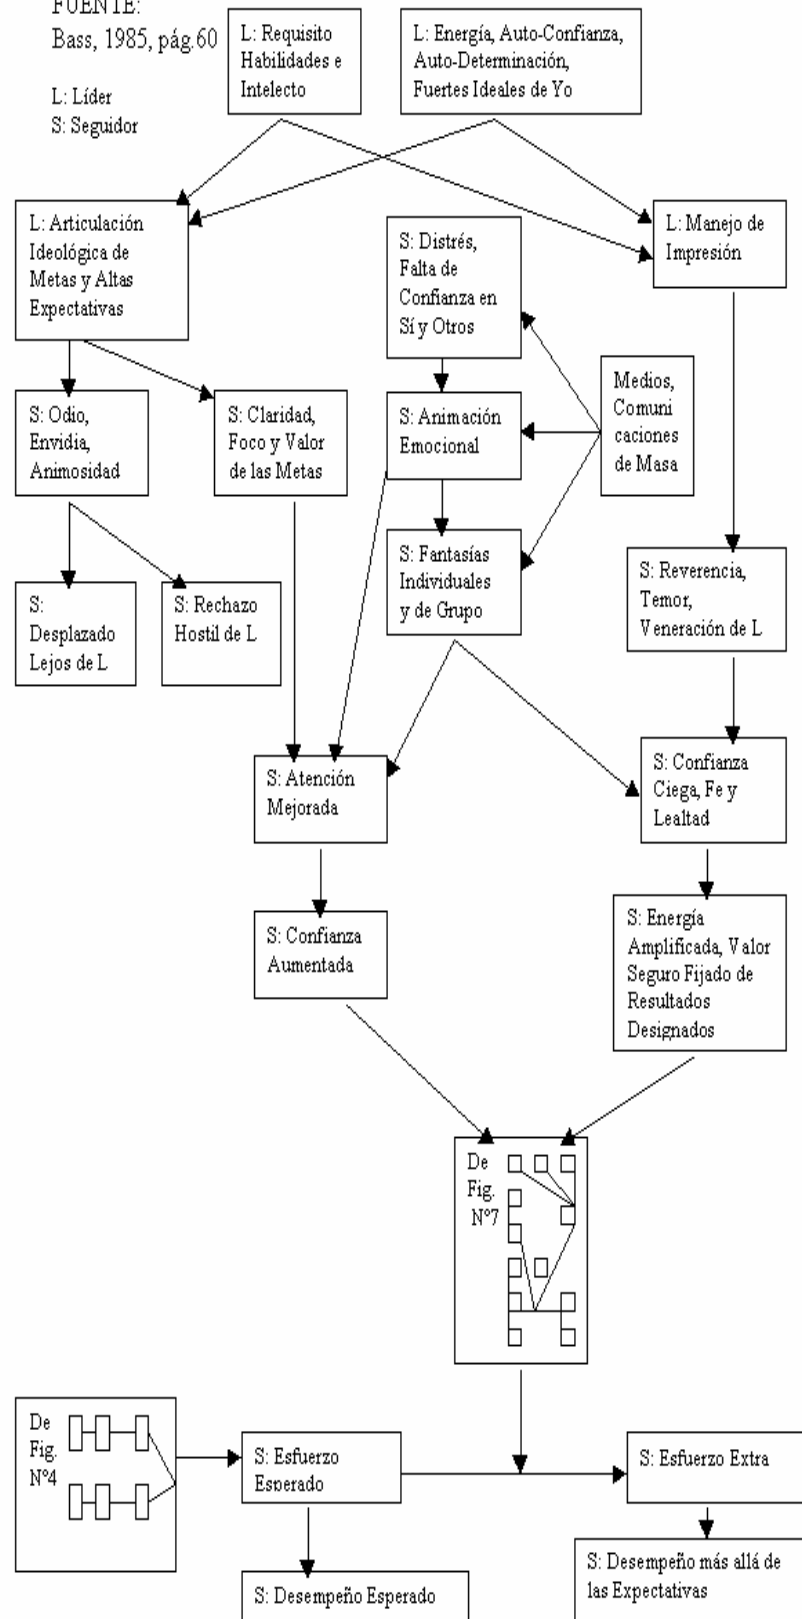 FUENTE:
Bass, 1985, pág.60
L: Líder
S: Seguidor
L: Requisito
Habilidades e
Intelecto
L: Energía, Auto-Confianza,
Auto-Determinación,
Fuertes Ideales de Yo
L: Articulación
Ideológica de
Metas y Altas
Expectativas
S: Distrés,
Falta de
Confianza en
Sí y Otros
L: Manejo de
Impresión
S: Odio,
Envidia,
Animosidad
S: Claridad,
Foco y Valor
de las Metas
S: Animación
Emocional
Medios,
Comuni
caciones
de Masa
S: Fantasías
Individuales
y de Grupo
S: Reverencia,
Temor,
Veneración de L
S:
Desplazado
Lejos de L
S: Rechazo
Hostil de L
S: Atención
Mejorada
S: Confianza
Ciega, Fe y
Lealtad
S: Confianza
Aumentada
S: Energía
Amplificada, Valor
Seguro Fijado de
Resultados
Designados
De
Fig.
Nº7
De
Fig.
Nº4
S: Esfuerzo
Esperado
S: Esfuerzo Extra
S: Desempeño Esperado
S: Desempeño más allá de
las Expectativas